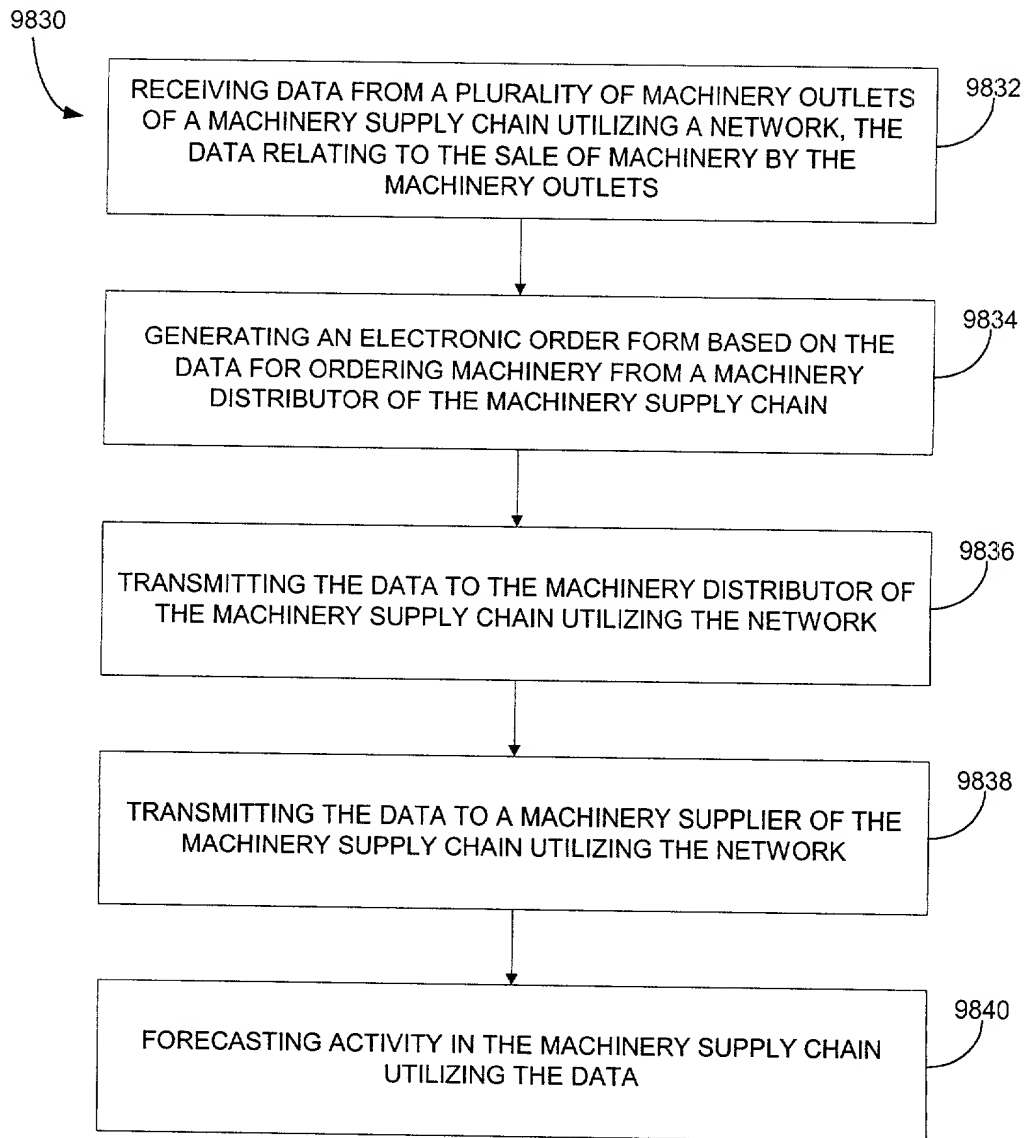 9830
RECEIVING DATA FROM A PLURALITY OF MACHINERY OUTLETS
OF A MACHINERY SUPPLY CHAIN UTILIZING A NETWORK, THE
DATA RELATING TO THE SALE OF MACHINERY BY THE
MACHINERY OUTLETS
9832
GENERATING AN ELECTRONIC ORDER FORM BASED ON THE
DATA FOR ORDERING MACHINERY FROM A MACHINERY
DISTRIBUTOR OF THE MACHINERY SUPPLY CHAIN
9834
TRANSMITTING THE DATA TO THE MACHINERY DISTRIBUTOR OF
THE MACHINERY SUPPLY CHAIN UTILIZING THE NETWORK
9836
TRANSMITTING THE DATA TO A MACHINERY SUPPLIER OF THE
MACHINERY SUPPLY CHAIN UTILIZING THE NETWORK
9838
FORECASTING ACTIVITY IN THE MACHINERY SUPPLY CHAIN
UTILIZING THE DATA
9840